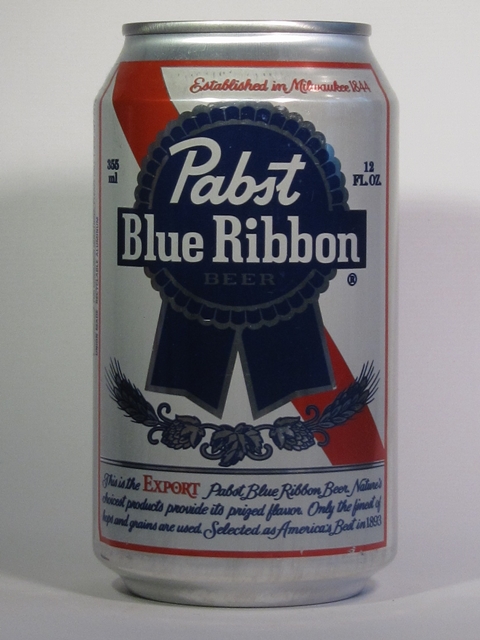 Established in Milwaukee 1844
355 ml
12 FL. OZ.
Pabst
Blue Ribbon
BEER
®
This is the EXPORT Pabst Blue Ribbon Beer. Nature's
choicest products provide its prized flavor. Only the finest of
hops and grains are used. Selected as America's Best in 1893